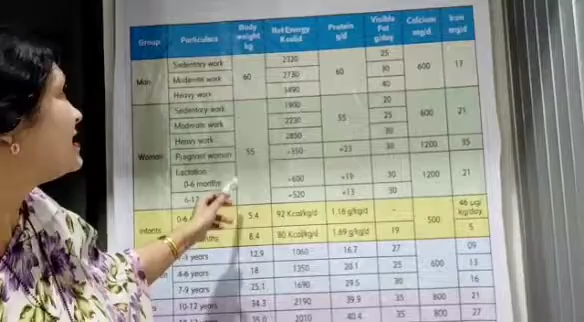 Group Particulars Body weight kg Net Energy Kcal/d Protein g/d Visible Fat g/day Calcium mg/d Iron mg/d
Man Sedentary work 60 2320 60 25 600 17
Moderate work 2730 30
Heavy work 3490 40
Woman Sedentary work 55 1900 55 20 600 21
Moderate work 2230 25
Heavy work 2850 30
Pregnant woman +350 +23 30 1200 35
Lactation
0-6 months +600 +19 30 1200 21
6-12 +520 +13 30
Infants 0-6 5.4 92 Kcal/kg/d 1.16 g/kg/d - 500 46 µg/kg/day
months 8.4 80 Kcal/kg/d 1.69 g/kg/d 19 5
-3 years 12.9 1060 16.7 27 600 09
4-6 years 18 1350 20.1 25 13
7-9 years 25.1 1690 29.5 30 16
10-12 years 34.3 2190 39.9 35 800 21
35.0 2010 40.4 35 800 27